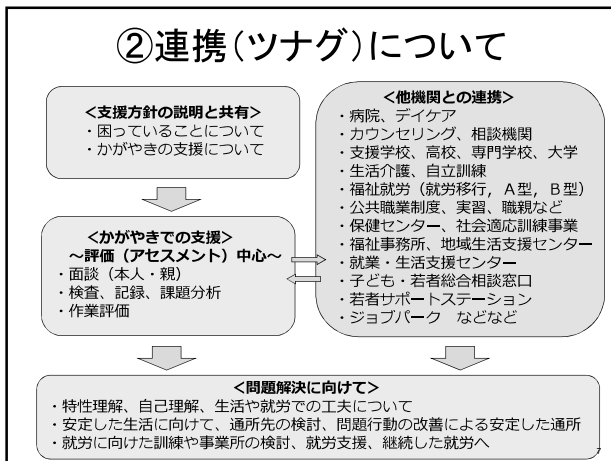 ②連携（ツナグ）について
＜支援方針の説明と共有＞
・困っていることについて
・かがやきの支援について
＜かがやきでの支援＞
～評価（アセスメント）中心～
・面談（本人・親）
・検査、記録、課題分析
・作業評価
＜他機関との連携＞
・病院、デイケア
・カウンセリング、相談機関
・支援学校、高校、専門学校、大学
・生活介護、自立訓練
・福祉就労（就労移行，Ａ型，Ｂ型）
・公共職業制度、実習、職親など
・保健センター、社会適応訓練事業
・福祉事務所、地域生活支援センター
・就業・生活支援センター
・子ども・若者総合相談窓口
・若者サポートステーション
・ジョブパーク　などなど
＜問題解決に向けて＞
・特性理解、自己理解、生活や就労での工夫について
・安定した生活に向けて、通所先の検討、問題行動の改善による安定した通所
・就労に向けた訓練や事業所の検討、就労支援、継続した就労へ
7